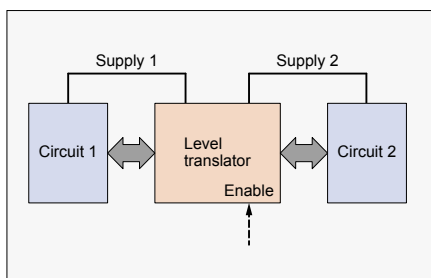 Supply 1
Supply 2
Circuit 1
Level
translator
Circuit 2
Enable